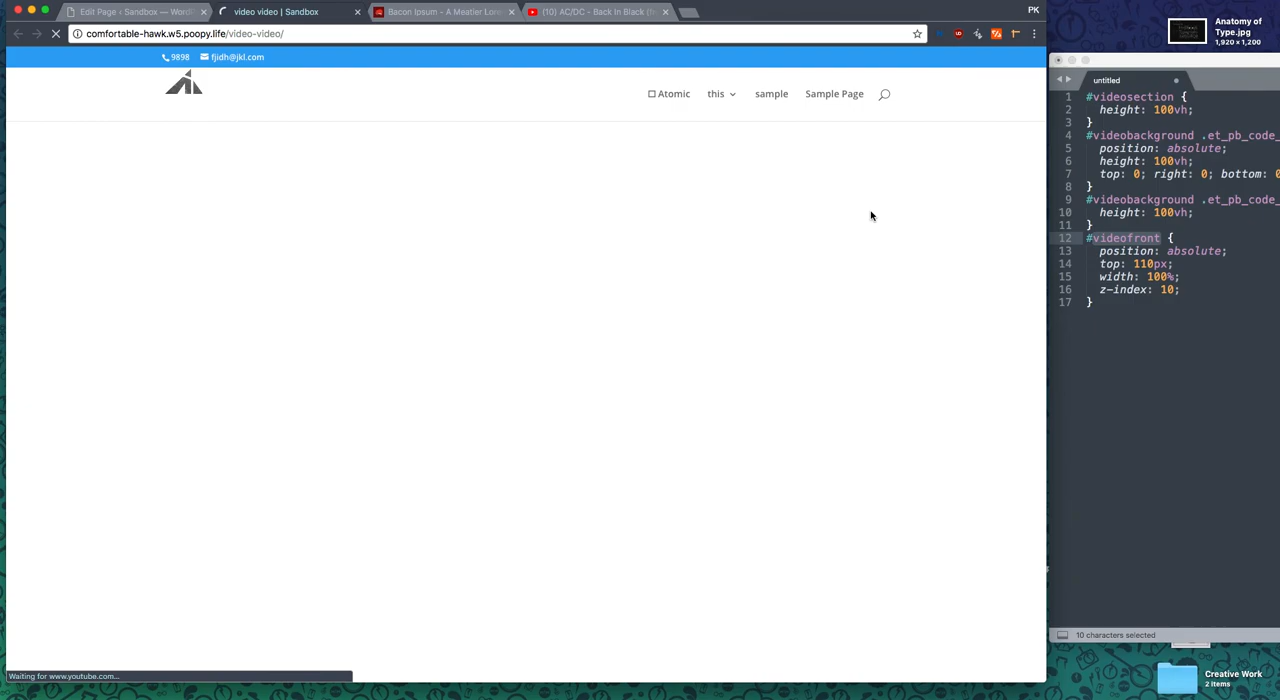 Edit Page ‹ Sandbox — WordP
video video | Sandbox
Bacon Ipsum - A Meatier Lore
(10) AC/DC - Back In Black (fe
PK
comfortable-hawk.w5.poopy.life/video-video/
9898
fjidh@jkl.com
Atomic
this
sample
Sample Page
Waiting for www.youtube.com...
Anatomy of
Type.jpg
1,920 × 1,200
untitled
1 #videosection {
2 height: 100vh;
3 }
4 #videobackground .et_pb_code_
5 position: absolute;
6 height: 100vh;
7 top: 0; right: 0; bottom: 0
8 }
9 #videobackground .et_pb_code_
10 height: 100vh;
11 }
12 #videofront {
13 position: absolute;
14 top: 110px;
15 width: 100%;
16 z-index: 10;
17 }
10 characters selected
Creative Work
2 items